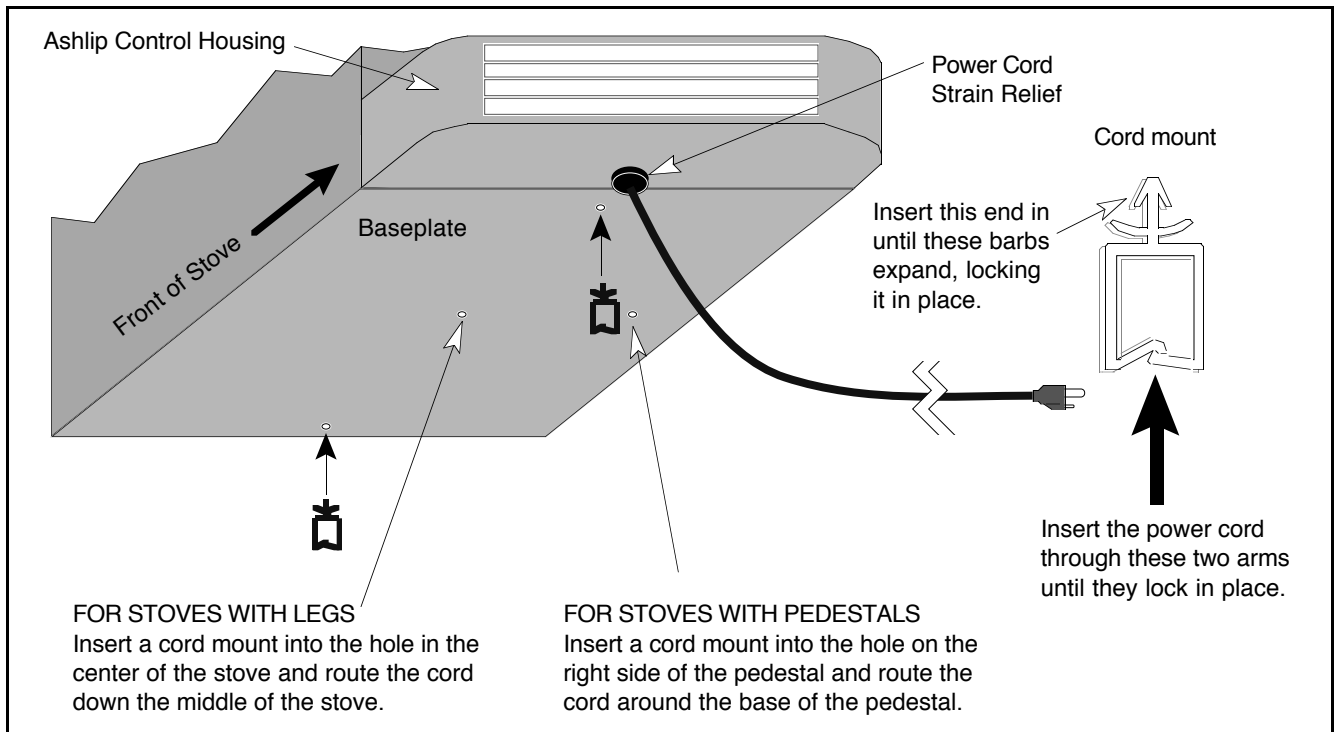 Ashlip Control Housing
Power Cord
Strain Relief
Cord mount
Insert this end in
until these barbs
expand, locking
it in place.
Baseplate
Front of Stove
Insert the power cord
through these two arms
until they lock in place.
FOR STOVES WITH LEGS
Insert a cord mount into the hole in the
center of the stove and route the cord
down the middle of the stove.
FOR STOVES WITH PEDESTALS
Insert a cord mount into the hole on the
right side of the pedestal and route the
cord around the base of the pedestal.